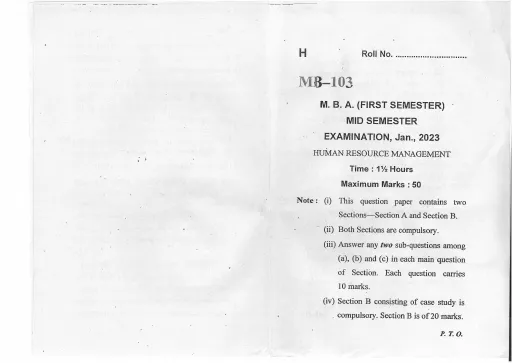 H Roll No. ................................
MB–103
M. B. A. (FIRST SEMESTER)
MID SEMESTER
EXAMINATION, Jan., 2023
HUMAN RESOURCE MANAGEMENT
Time : 1½ Hours
Maximum Marks : 50
Note : (i) This question paper contains two
Sections—Section A and Section B.
(ii) Both Sections are compulsory.
(iii) Answer any two sub-questions among
(a), (b) and (c) in each main question
of Section. Each question carries
10 marks.
(iv) Section B consisting of case study is
compulsory. Section B is of 20 marks.
P. T. O.